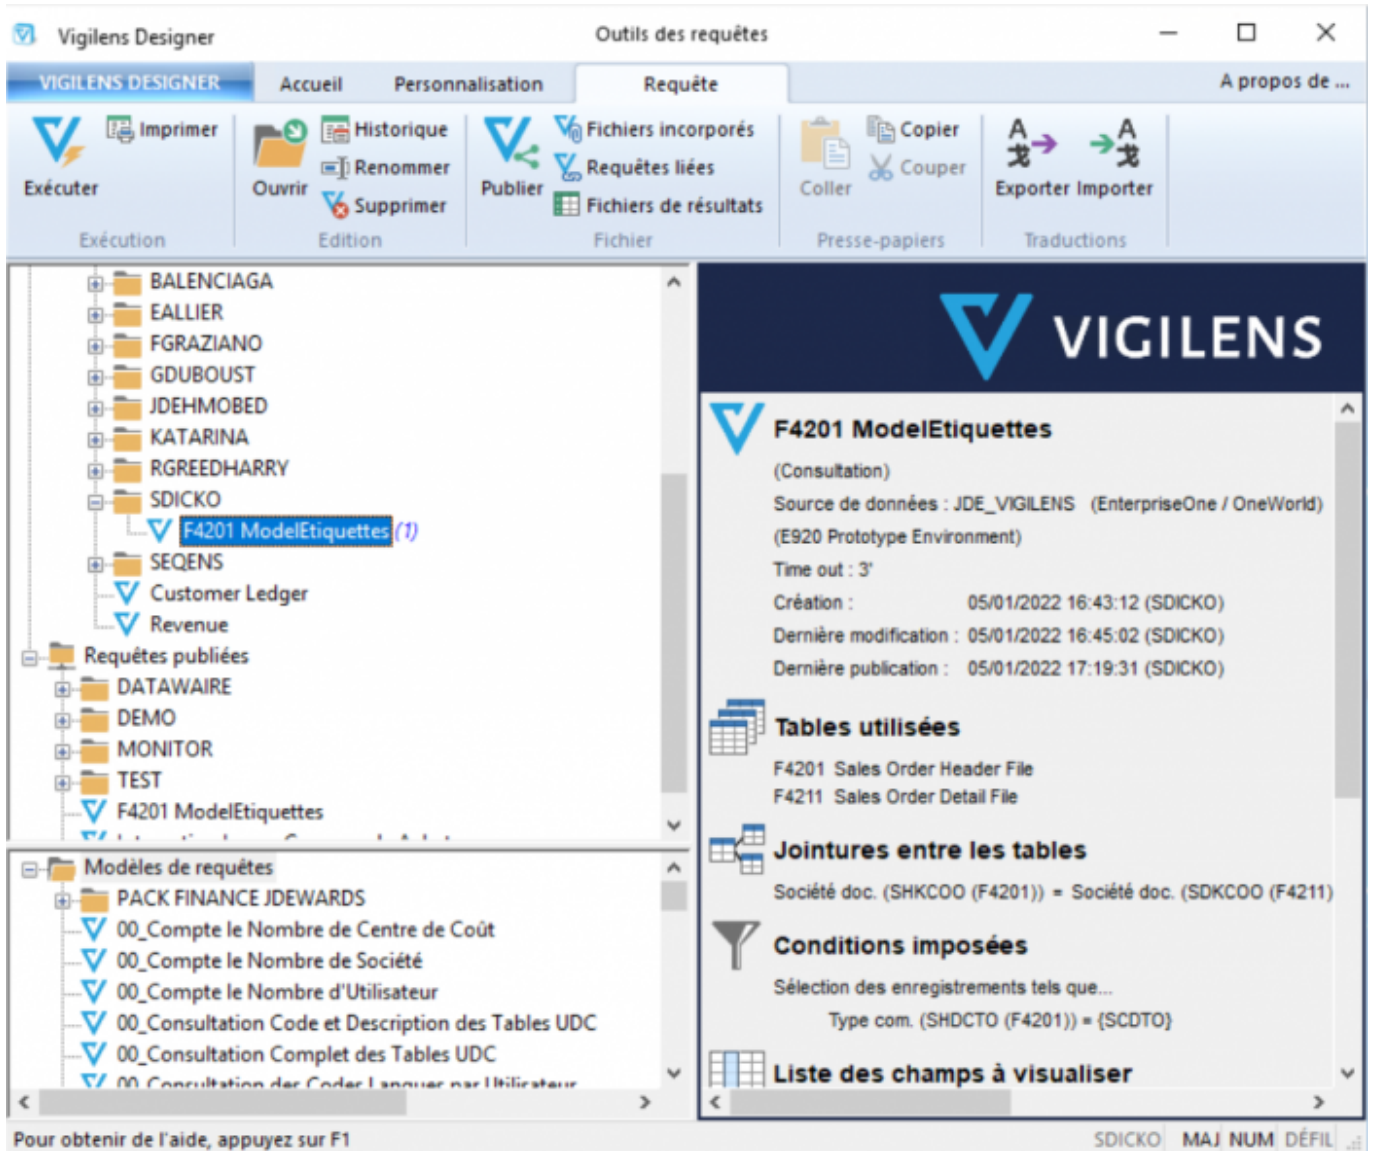 Vigilens Designer
Outils des requêtes
VIGILENS DESIGNER
Accueil
Personnalisation
Requête
A propos de ...
Exécuter
Imprimer
Exécution
Ouvrir
Historique
Renommer
Supprimer
Edition
Publier
Fichiers incorporés
Requêtes liées
Fichiers de résultats
Fichier
Coller
Copier
Couper
Presse-papiers
Exporter
Importer
Traductions
BALENCIAGA
EALLIER
FGRAZIANO
GDUBOUST
JDEHMOBED
KATARINA
RGREEDHARRY
SDICKO
F4201 ModelEtiquettes (1)
SEQENS
Customer Ledger
Revenue
Requêtes publiées
DATAWAIRE
DEMO
MONITOR
TEST
F4201 ModelEtiquettes
Modèles de requêtes
PACK FINANCE JDEWARDS
00_Compte le Nombre de Centre de Coût
00_Compte le Nombre de Société
00_Compte le Nombre d'Utilisateur
00_Consultation Code et Description des Tables UDC
00_Consultation Complet des Tables UDC
00_Consultation des Codes Langues par Utilisateur
VIGILENS
F4201 ModelEtiquettes
(Consultation)
Source de données : JDE_VIGILENS (EnterpriseOne / OneWorld)
(E920 Prototype Environment)
Time out : 3'
Création : 05/01/2022 16:43:12 (SDICKO)
Dernière modification : 05/01/2022 16:45:02 (SDICKO)
Dernière publication : 05/01/2022 17:19:31 (SDICKO)
Tables utilisées
F4201 Sales Order Header File
F4211 Sales Order Detail File
Jointures entre les tables
Société doc. (SHKCOO (F4201)) = Société doc. (SDKCOO (F4211)
Conditions imposées
Sélection des enregistrements tels que...
Type com. (SHDCTO (F4201)) = {SCDTO}
Liste des champs à visualiser
Pour obtenir de l'aide, appuyez sur F1
SDICKO MAJ NUM DÉFIL